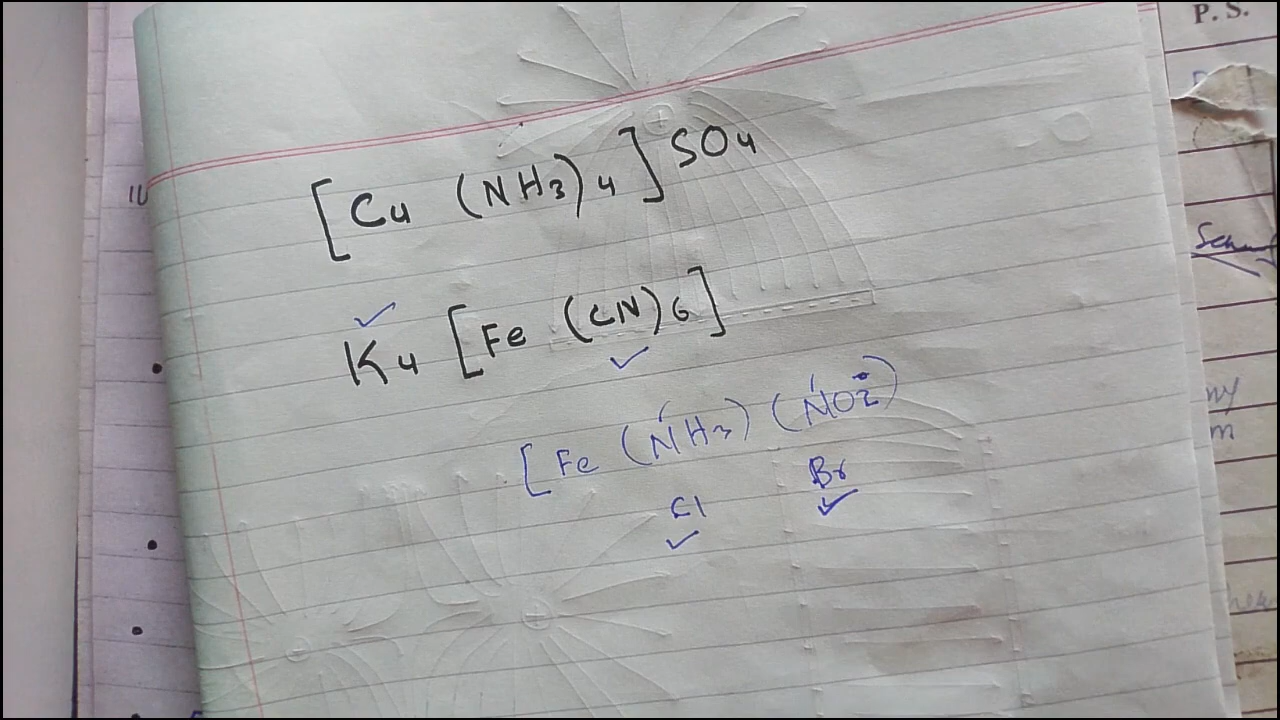 P. S.
[Cu (NH3)4]SO4
K4 [Fe (CN)6]
[Fe (NH3) (NO2)
Cl Br